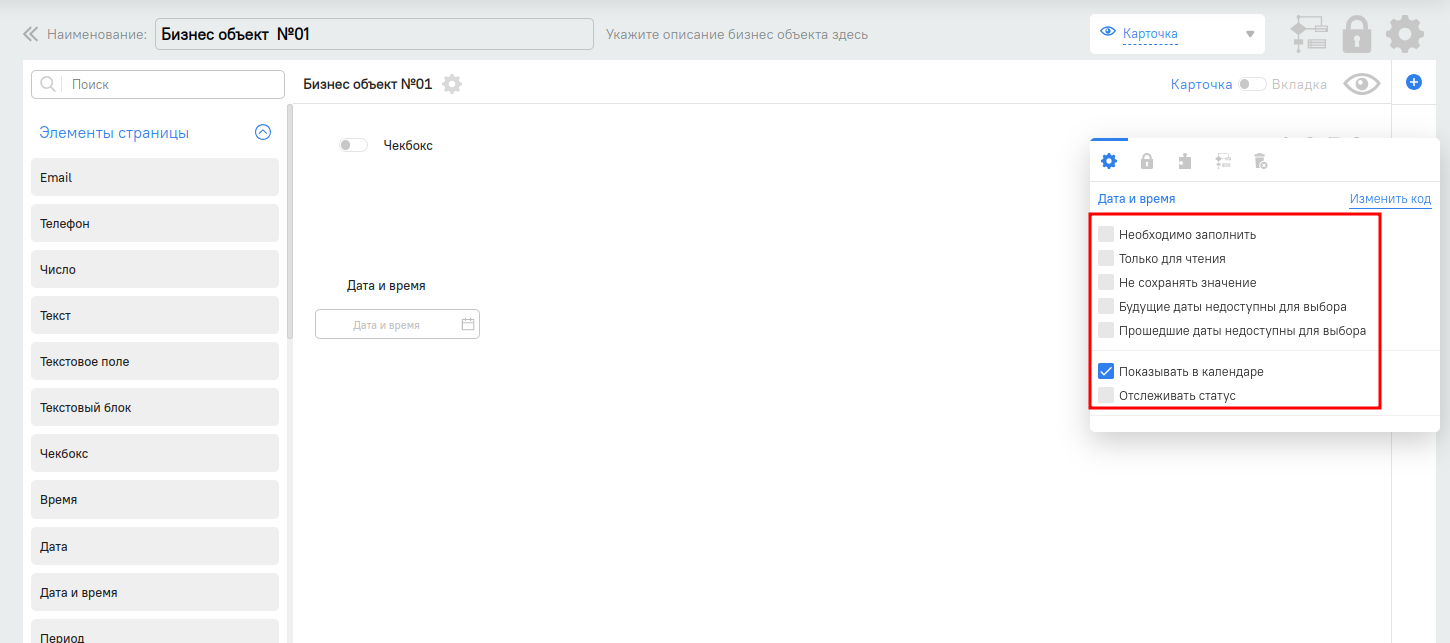 Наименование: Бизнес объект №01 Укажите описание бизнес объекта здесь Карточка
Поиск
Бизнес объект №01 Карточка Вкладка
Элементы страницы
Email
Телефон
Число
Текст
Текстовое поле
Текстовый блок
Чекбокс
Время
Дата
Дата и время
Период
Чекбокс
Дата и время
Дата и время
Дата и время Изменить код
Необходимо заполнить
Только для чтения
Не сохранять значение
Будущие даты недоступны для выбора
Прошедшие даты недоступны для выбора
Показывать в календаре
Отслеживать статус